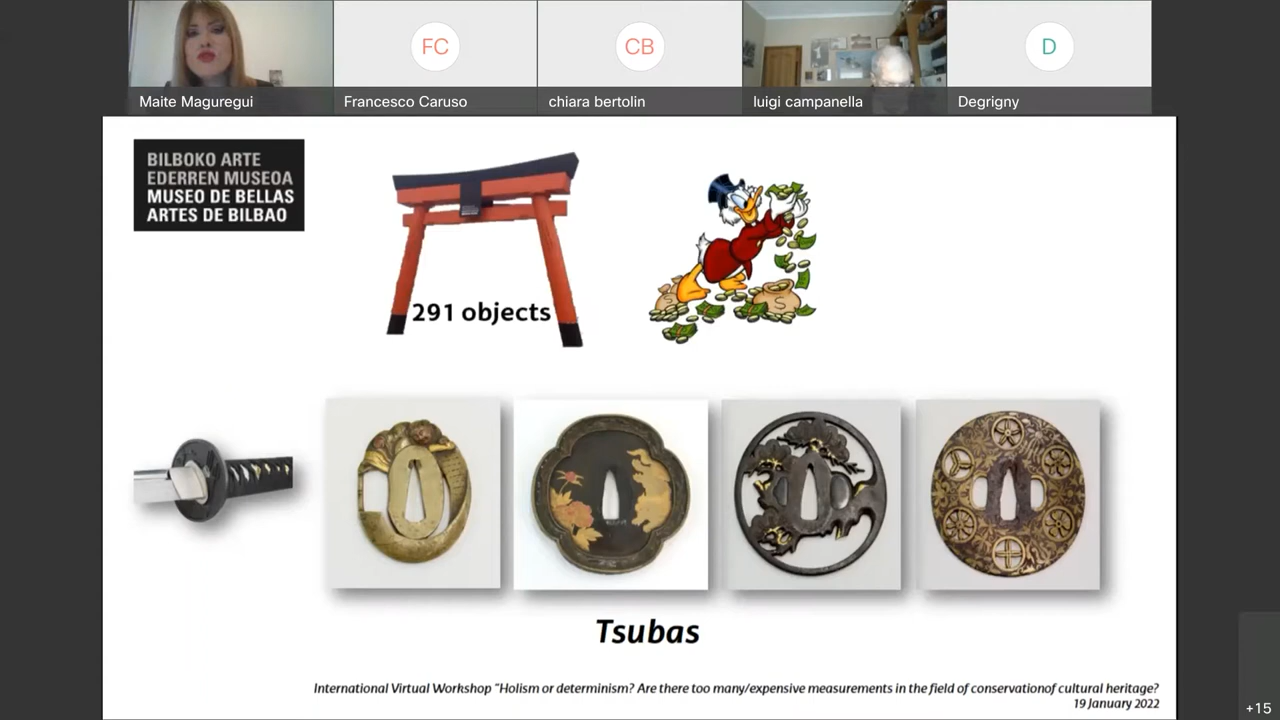 FC
CB
D
Maite Maguregui
Francesco Caruso
chiara bertolin
luigi campanella
Degrigny
BILBOKO ARTE
EDERREN MUSEOA
MUSEO DE BELLAS
ARTES DE BILBAO
291 objects
$
S
Tsubas
International Virtual Workshop "Holism or determinism? Are there too many/expensive measurements in the field of conservationof cultural heritage?
19 January 2022
+15